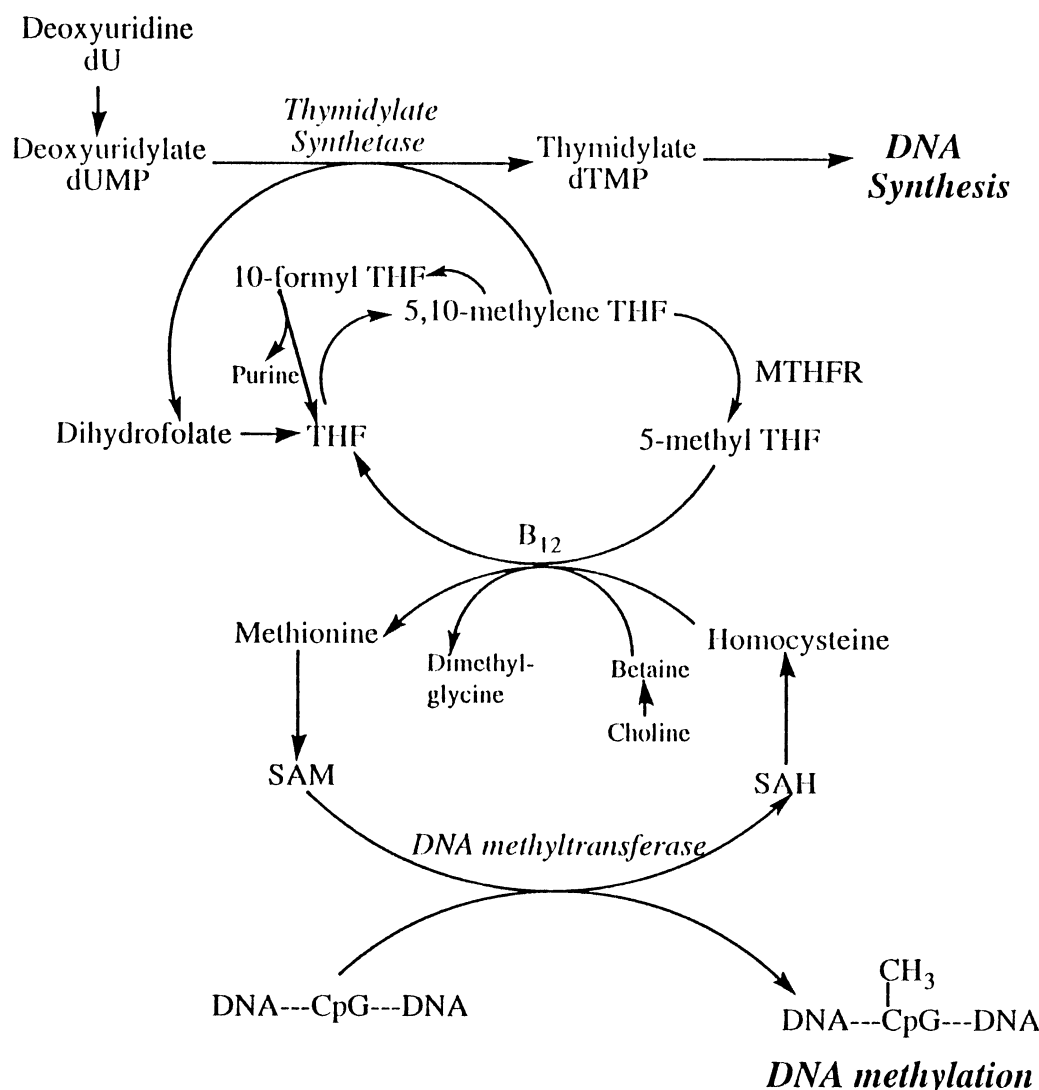 Deoxyuridine
dU
Thymidylate
Synthetase
Deoxyuridylate
dUMP
Thymidylate
dTMP
DNA
Synthesis
10-formyl THF
5,10-methylene THF
Purine
MTHFR
Dihydrofolate
THF
5-methyl THF
B₁₂
Methionine
Homocysteine
Dimethyl-
glycine
Betaine
Choline
SAM
SAH
DNA methyltransferase
CH₃
DNA---CpG---DNA
DNA---CpG---DNA
DNA methylation